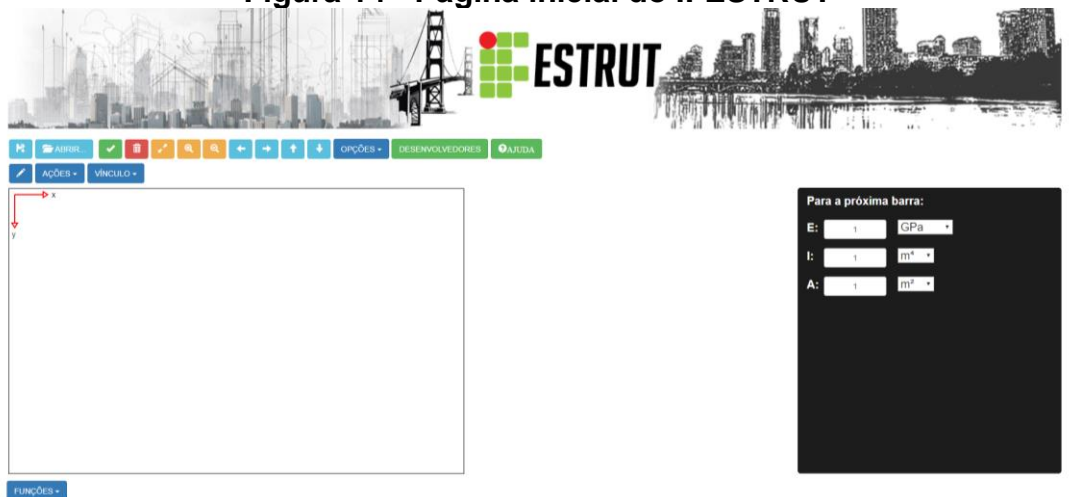 Figura 14 - Página inicial do IFESTRUT
ESTRUT
ABRIR... OPÇÕES DESENVOLVEDORES AJUDA
AÇÕES VÍNCULO
x
y
Para a próxima barra:
E: 1 GPa
I: 1 m⁴
A: 1 m²
FUNÇÕES